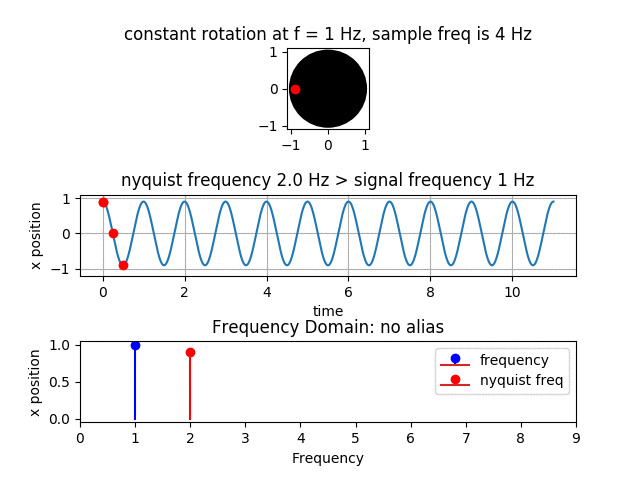 constant rotation at f = 1 Hz, sample freq is 4 Hz
1
0
−1
−1 0 1
nyquist frequency 2.0 Hz > signal frequency 1 Hz
x position
1
0
−1
0 2 4 6 8 10
time
Frequency Domain: no alias
x position
1.0
0.5
0.0
frequency
nyquist freq
0 1 2 3 4 5 6 7 8 9
Frequency